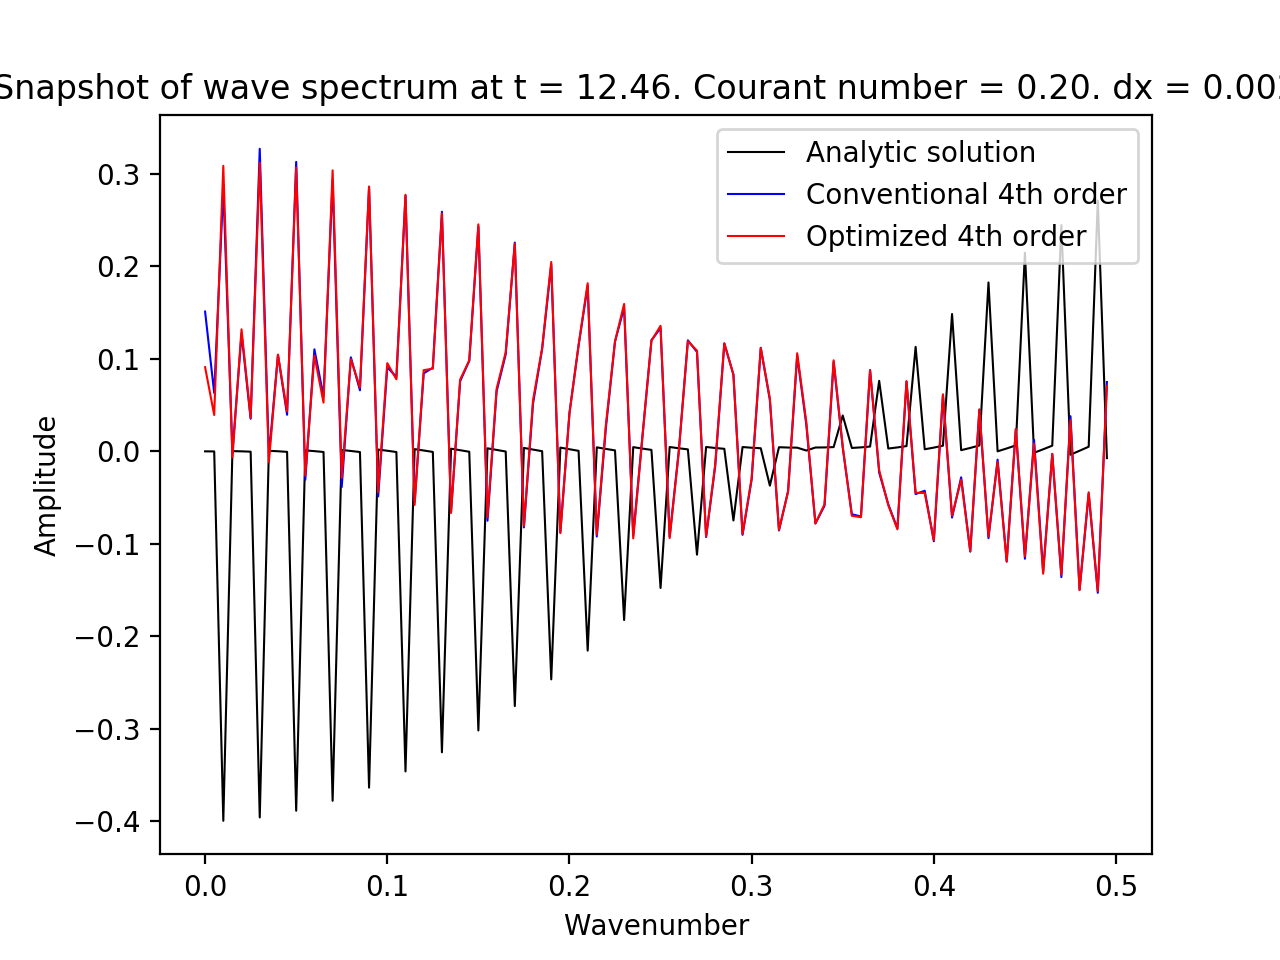 Snapshot of wave spectrum at t = 12.46. Courant number = 0.20. dx = 0.002
Analytic solution
Conventional 4th order
Optimized 4th order
Amplitude
0.3
0.2
0.1
0.0
−0.1
−0.2
−0.3
−0.4
0.0 0.1 0.2 0.3 0.4 0.5
Wavenumber